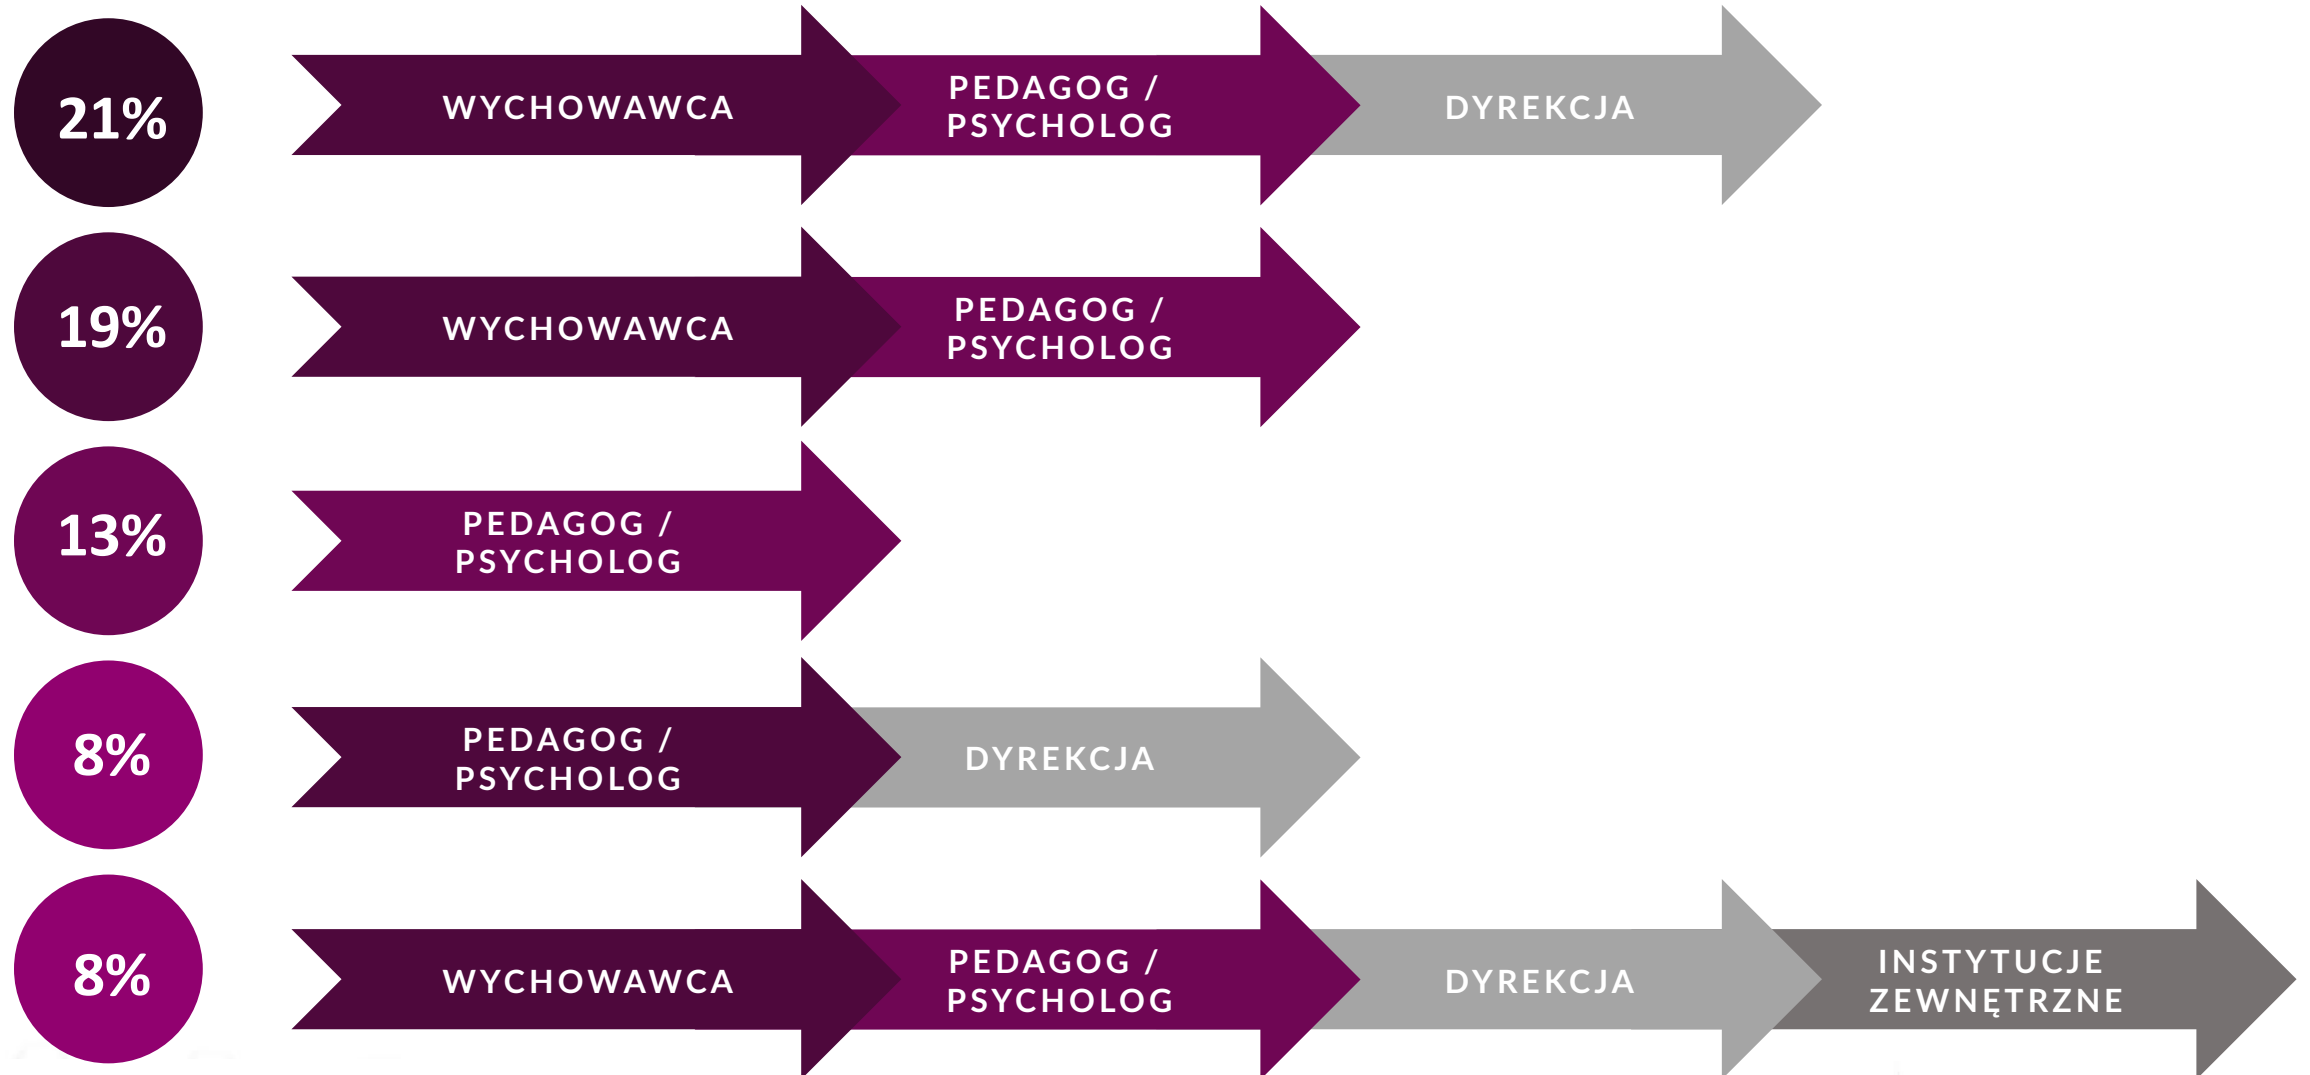 21%
WYCHOWAWCA
PEDAGOG /
PSYCHOLOG
DYREKCJA
19%
WYCHOWAWCA
PEDAGOG /
PSYCHOLOG
13%
PEDAGOG /
PSYCHOLOG
8%
PEDAGOG /
PSYCHOLOG
DYREKCJA
8%
WYCHOWAWCA
PEDAGOG /
PSYCHOLOG
DYREKCJA
INSTYTUCJE
ZEWNĘTRZNE